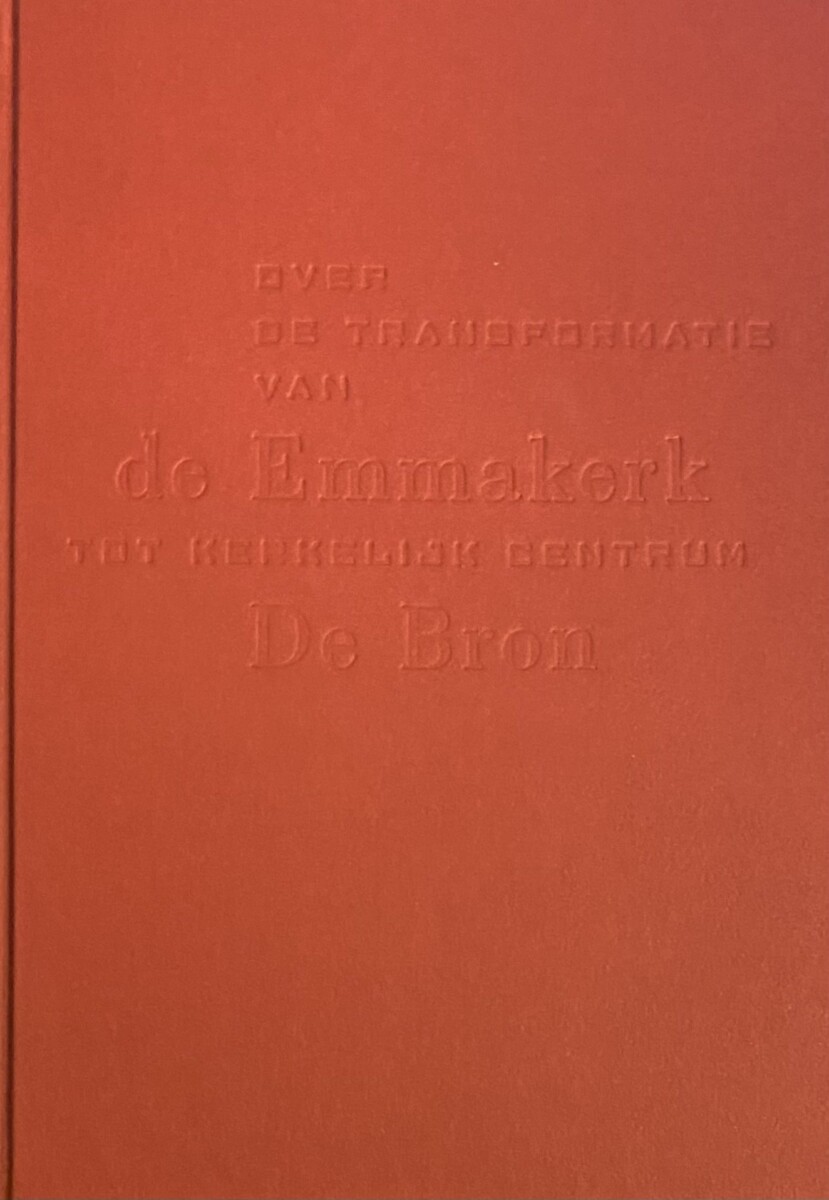 OVER
DE TRANSFORMATIE
VAN
de Emmakerk
TOT KERKELIJK CENTRUM
De Bron